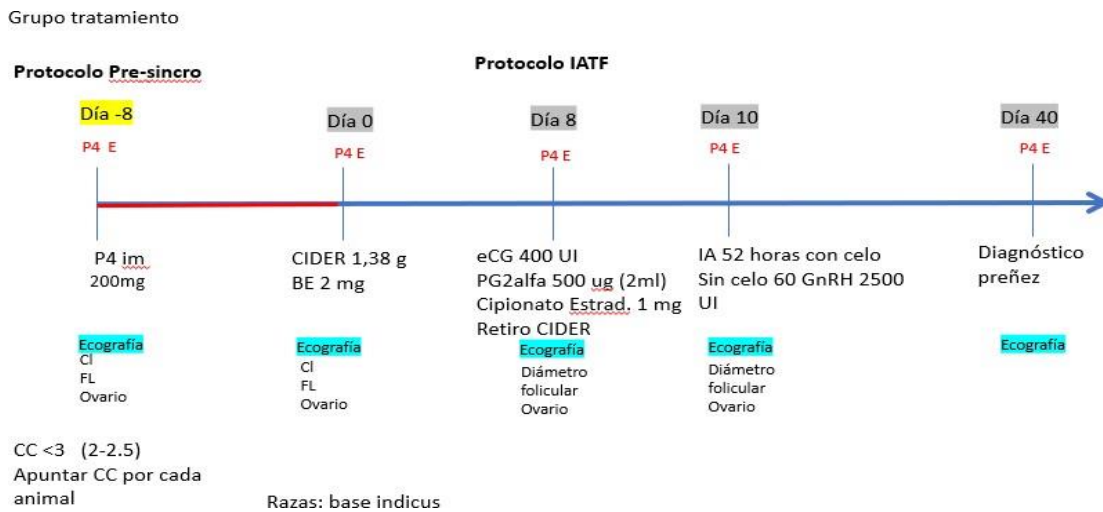 Grupo tratamiento
Protocolo Pre-sincro
Protocolo IATF
Día -8
Día 0
Día 8
Día 10
Día 40
P4 E
P4 E
P4 E
P4 E
P4 E
P4 im
200mg
CIDER 1,38 g
BE 2 mg
eCG 400 UI
PG2alfa 500 ug (2ml)
Cipionato Estrad. 1 mg
Retiro CIDER
IA 52 horas con celo
Sin celo 60 GnRH 2500
UI
Diagnóstico
preñez
Ecografía
Cl
FL
Ovario
Ecografía
Cl
FL
Ovario
Ecografía
Diámetro
folicular
Ovario
Ecografía
Diámetro
folicular
Ovario
Ecografía
CC <3 (2-2.5)
Apuntar CC por cada
animal
Razas: base indicus